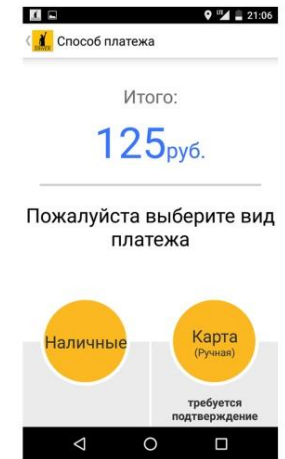 21:06
Способ платежа
Итого:
125руб.
Пожалуйста выберите вид
платежа
Наличные
Карта
(Ручная)
требуется
подтверждение